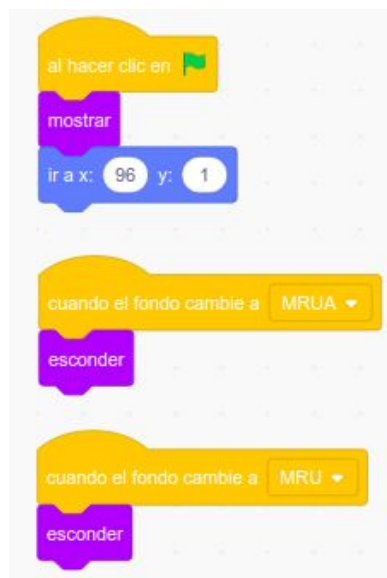 al hacer clic en
mostrar
ir a x: 96 y: 1
cuando el fondo cambie a MRUA
esconder
cuando el fondo cambie a MRU
esconder